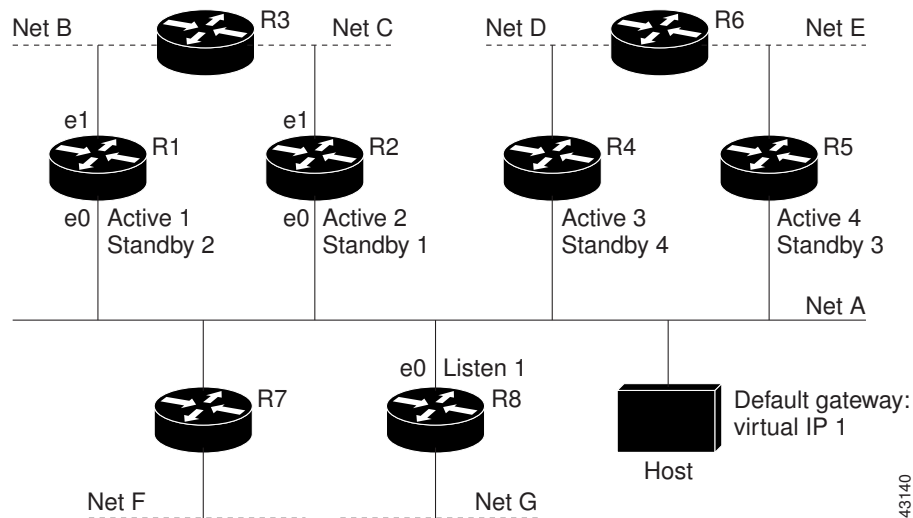 Net B
R3
Net C
Net D
R6
Net E
e1
R1
e1
R2
R4
R5
e0
Active 1
Standby 2
e0
Active 2
Standby 1
Active 3
Standby 4
Active 4
Standby 3
Net A
R7
e0
Listen 1
R8
Default gateway:
virtual IP 1
Host
Net F
Net G
43140